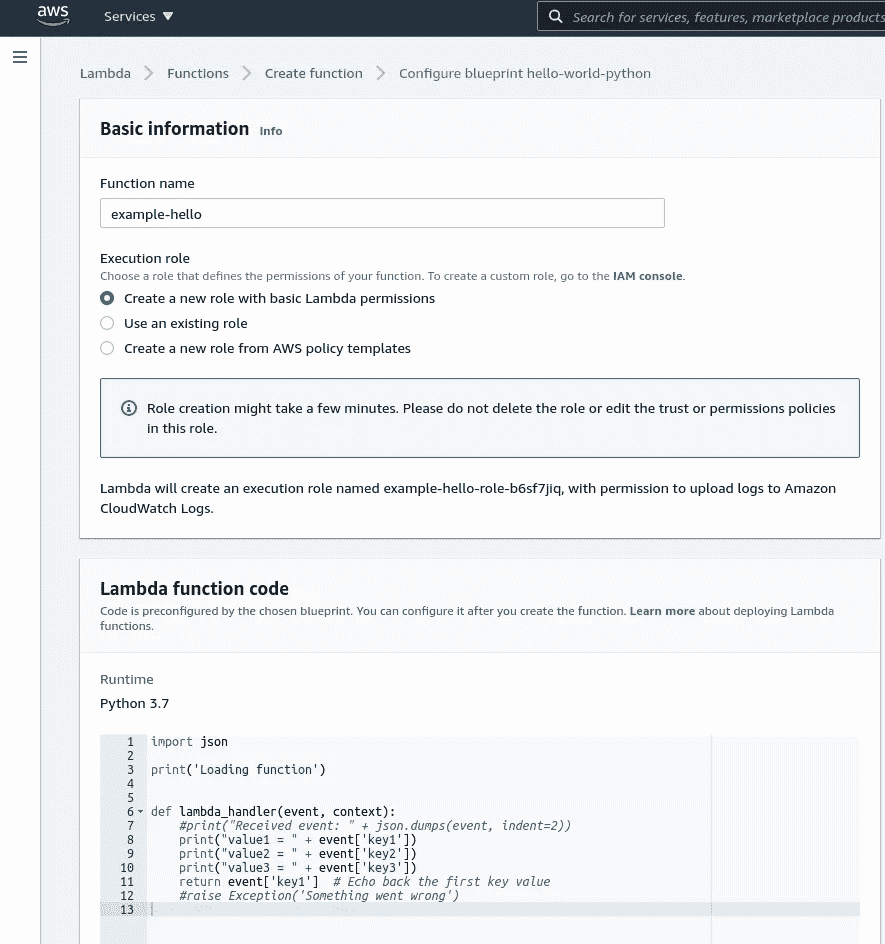 aws Services ▼ Search for services, features, marketplace products
Lambda > Functions > Create function > Configure blueprint hello-world-python
Basic information Info
Function name
example-hello
Execution role
Choose a role that defines the permissions of your function. To create a custom role, go to the IAM console.
Create a new role with basic Lambda permissions
Use an existing role
Create a new role from AWS policy templates
Role creation might take a few minutes. Please do not delete the role or edit the trust or permissions policies
in this role.
Lambda will create an execution role named example-hello-role-b6sf7jiq, with permission to upload logs to Amazon
CloudWatch Logs.
Lambda function code
Code is preconfigured by the chosen blueprint. You can configure it after you create the function. Learn more about deploying Lambda
functions.
Runtime
Python 3.7
1 import json
2
3 print('Loading function')
4
5
6 def lambda_handler(event, context):
7     #print("Received event: " + json.dumps(event, indent=2))
8     print("value1 = " + event['key1'])
9     print("value2 = " + event['key2'])
10     print("value3 = " + event['key3'])
11     return event['key1']  # Echo back the first key value
12     #raise Exception('Something went wrong')
13